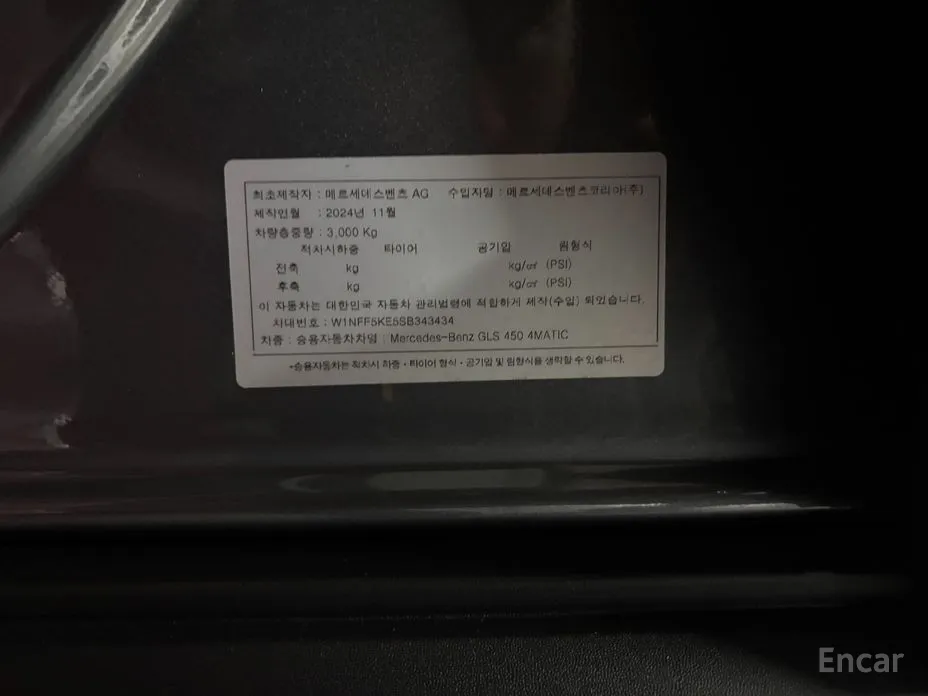 최초제작자 : 메르세데스벤츠 AG 수입자명 : 메르세데스벤츠코리아(주)
제작연월 : 2024년 11월
차량총중량 : 3,000 Kg
적차시하중 타이어 공기압 림형식
전축 kg kg/㎠ (PSI)
후축 kg kg/㎠ (PSI)
이 자동차는 대한민국 자동차 관리법령에 적합하게 제작(수입) 되었습니다.
차대번호 : W1NFF5KE5SB343434
차종 : 승용자동차차명 : Mercedes-Benz GLS 450 4MATIC
-승용자동차는 적차시 하중·타이어 형식·공기압 및 림형식을 생략할 수 있습니다.
Encar